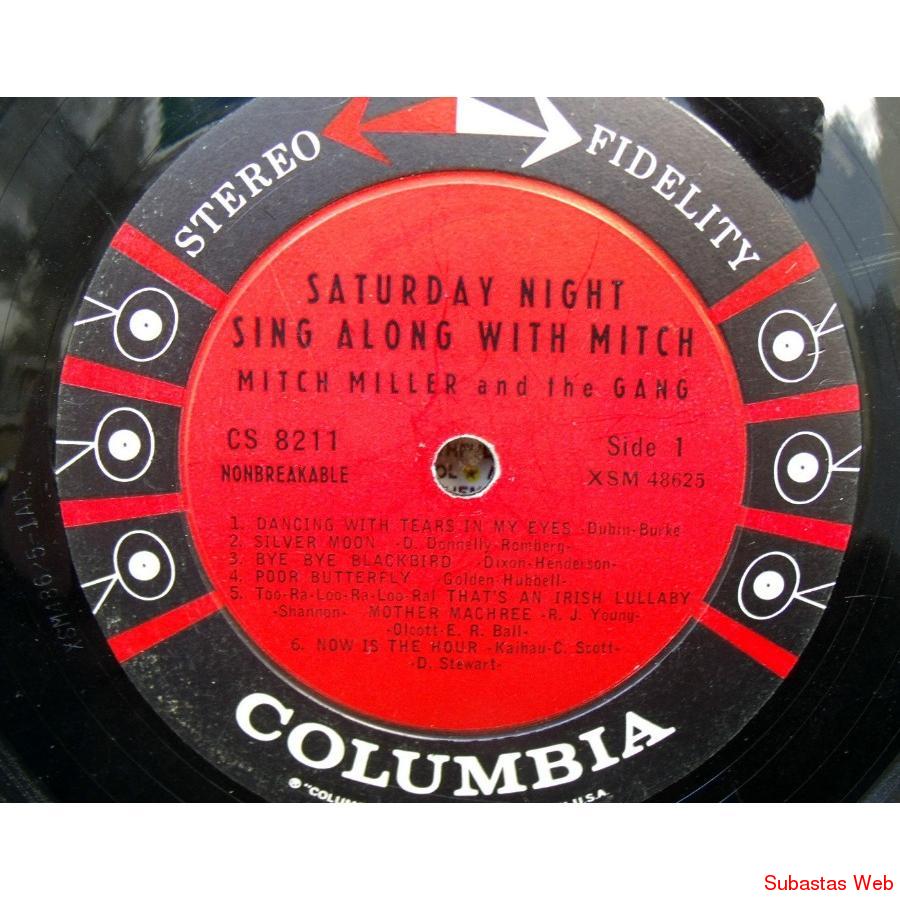 STEREO FIDELITY
SATURDAY NIGHT
SING ALONG WITH MITCH
MITCH MILLER and the GANG
CS 8211
Side 1
NONBREAKABLE
XSM 48625
1. DANCING WITH TEARS IN MY EYES -Dubin-Burke-
2. SILVER MOON -D. Donnelly-Romberg-
3. BYE BYE BLACKBIRD -Dixon-Henderson-
4. POOR BUTTERFLY -Golden-Hubbell-
5. Too-Ra-Loo-Ra-Loo-Ral THAT'S AN IRISH LULLABY
-Shannon- MOTHER MACHREE -R. J. Young-
-Olcott-E. R. Ball-
6. NOW IS THE HOUR -Kaihau-C. Scott-
-D. Stewart-
COLUMBIA
® "COLUM
U.S.A.
Subastas Web